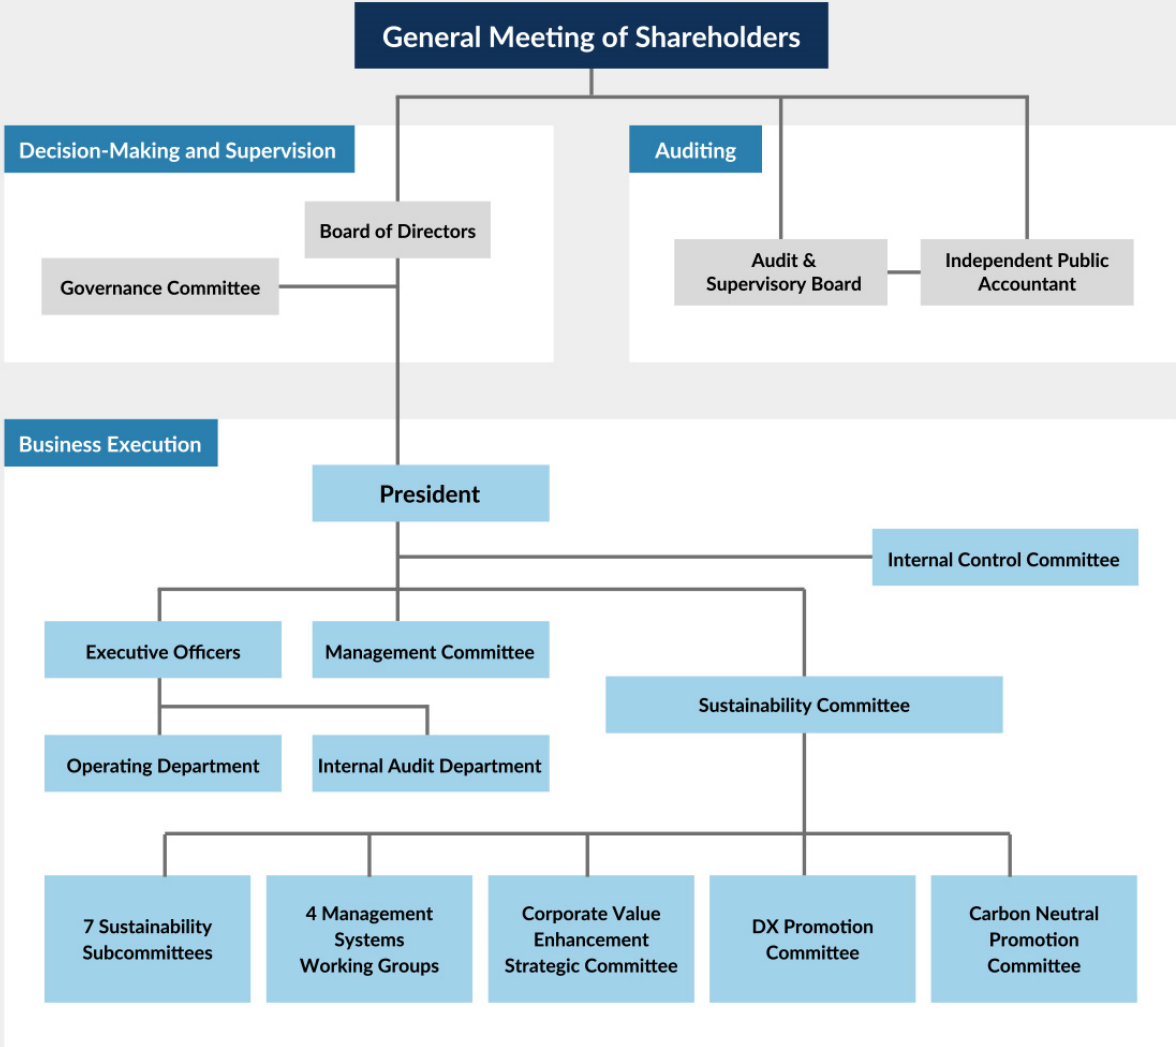 General Meeting of Shareholders
Decision-Making and Supervision
Auditing
Board of Directors
Governance Committee
Audit &
Supervisory Board
Independent Public
Accountant
Business Execution
President
Internal Control Committee
Executive Officers
Management Committee
Sustainability Committee
Operating Department
Internal Audit Department
7 Sustainability
Subcommittees
4 Management
Systems
Working Groups
Corporate Value
Enhancement
Strategic Committee
DX Promotion
Committee
Carbon Neutral
Promotion
Committee